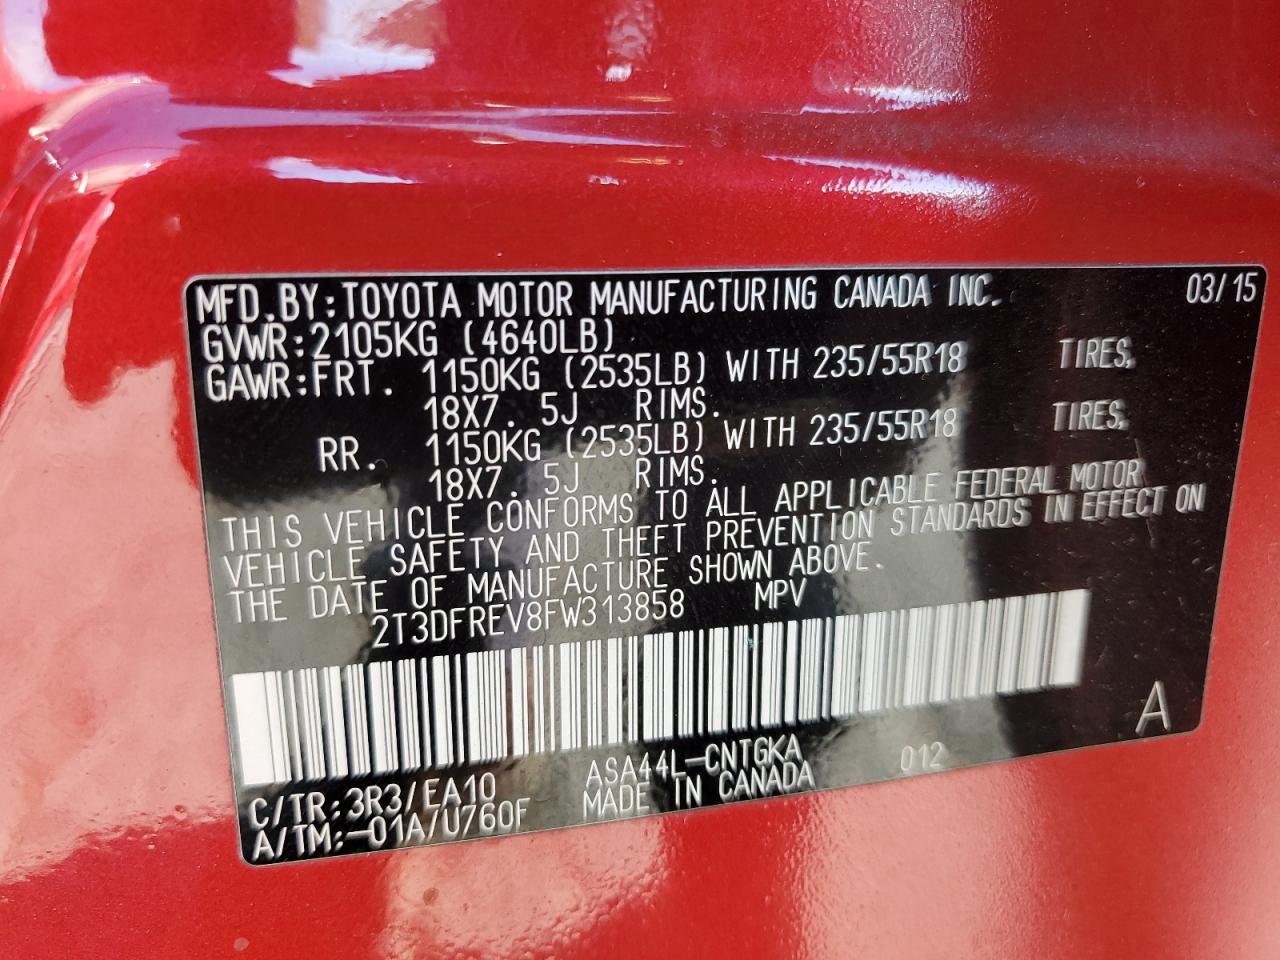 MFD.BY:TOYOTA MOTOR MANUFACTURING CANADA INC. 03/15
GVWR:2105KG (4640LB)
GAWR:FRT. 1150KG (2535LB) WITH 235/55R18 TIRES,
18X7. 5J RIMS.
RR. 1150KG (2535LB) WITH 235/55R18 TIRES,
18X7. 5J RIMS.
THIS VEHICLE CONFORMS TO ALL APPLICABLE FEDERAL MOTOR
VEHICLE SAFETY AND THEFT PREVENTION STANDARDS IN EFFECT ON
THE DATE OF MANUFACTURE SHOWN ABOVE.
2T3DFREV8FW313858 MPV
A
C/TR:3R3/EA10 ASA44L-CNTGKA 012
A/TM:-01A/U760F MADE IN CANADA